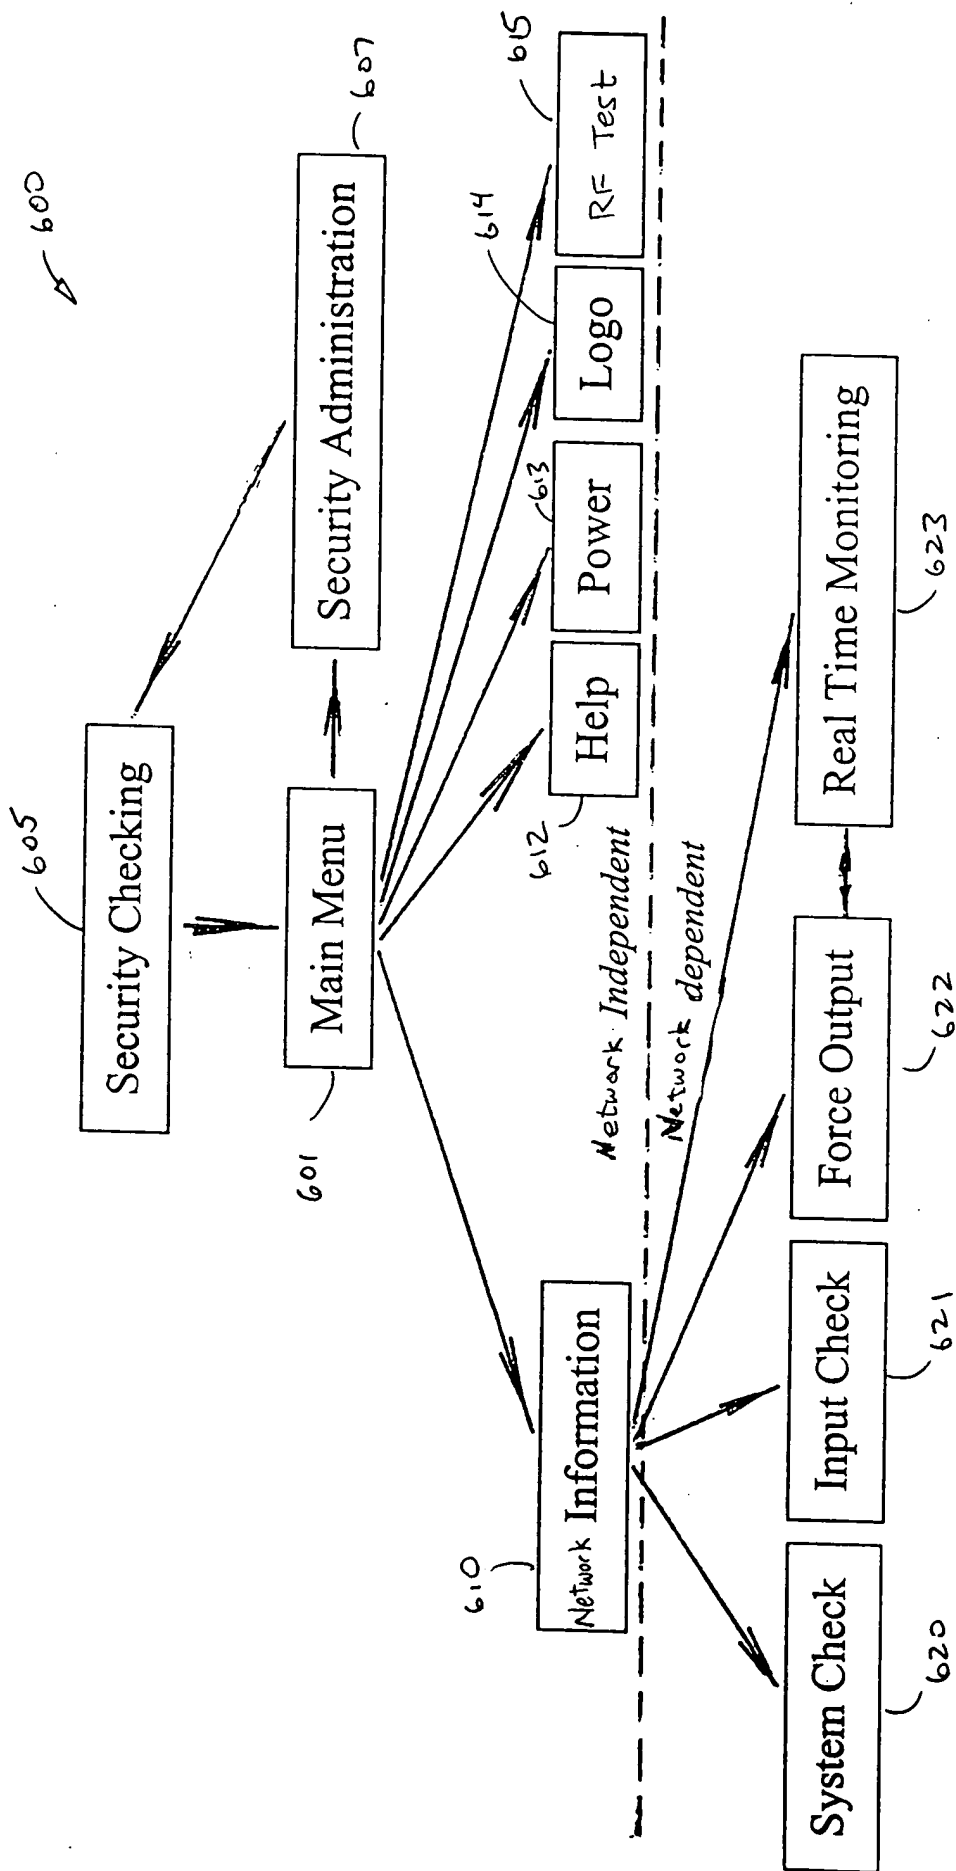 600
605
Security Checking
601
Main Menu
Security Administration
607
610
Network Information
612
Help
613
Power
614
Logo
615
RF Test
Network Independent
Network dependent
System Check
620
Input Check
621
Force Output
622
Real Time Monitoring
623